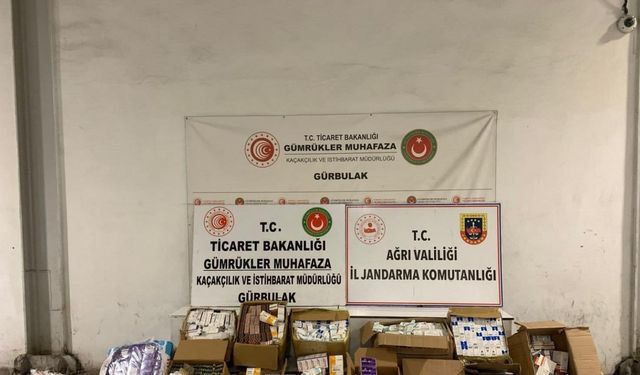 T.C. TİCARET BAKANLIĞI
GÜMRÜKLER MUHAFAZA
KAÇAKÇILIK VE İSTİHBARAT MÜDÜRLÜĞÜ
GÜRBULAK
T.C.
TİCARET BAKANLIĞI
GÜMRÜKLER MUHAFAZA
KAÇAKÇILIK VE İSTİHBARAT MÜDÜRLÜĞÜ
GÜRBULAK
T.C.
AĞRI VALİLİĞİ
İL JANDARMA KOMUTANLIĞI